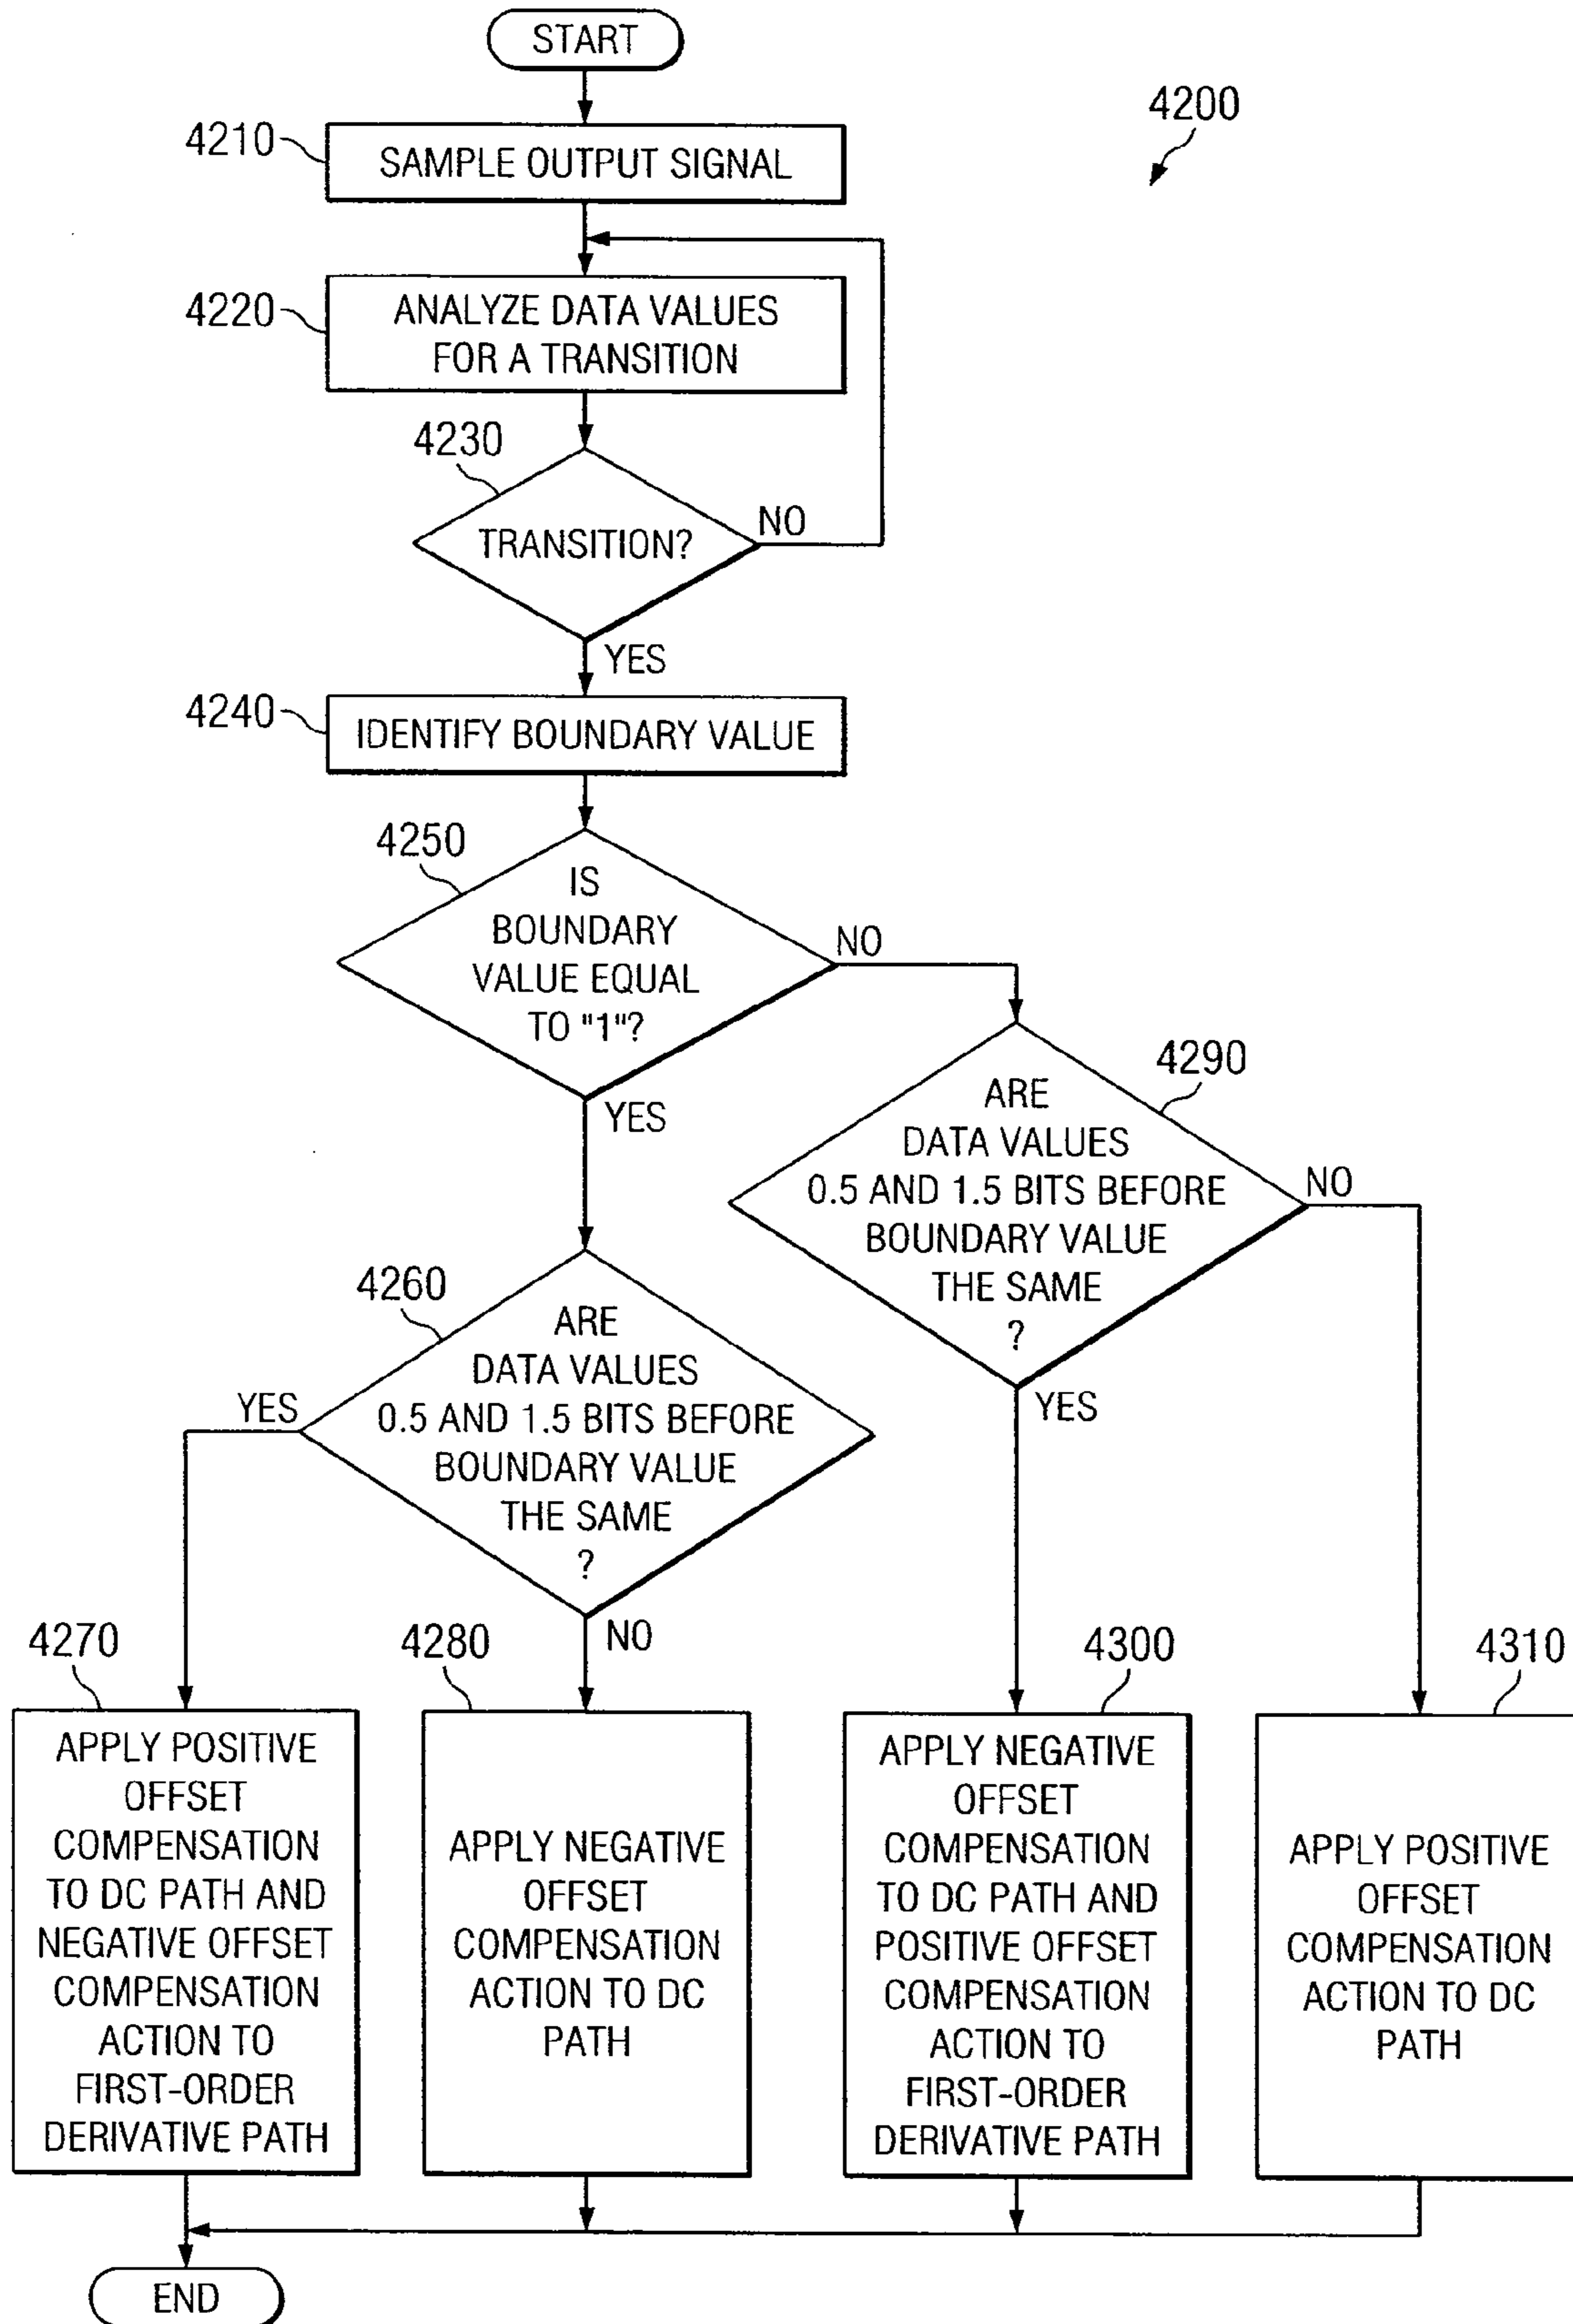 START
4200
4210
SAMPLE OUTPUT SIGNAL
4220
ANALYZE DATA VALUES
FOR A TRANSITION
4230
TRANSITION?
NO
YES
4240
IDENTIFY BOUNDARY VALUE
4250
IS
BOUNDARY
VALUE EQUAL
TO "1"?
NO
YES
4290
ARE
DATA VALUES
0.5 AND 1.5 BITS BEFORE
BOUNDARY VALUE
THE SAME
?
NO
YES
4260
ARE
DATA VALUES
0.5 AND 1.5 BITS BEFORE
BOUNDARY VALUE
THE SAME
?
YES
NO
4270
APPLY POSITIVE
OFFSET
COMPENSATION
TO DC PATH AND
NEGATIVE OFFSET
COMPENSATION
ACTION TO
FIRST-ORDER
DERIVATIVE PATH
4280
APPLY NEGATIVE
OFFSET
COMPENSATION
ACTION TO DC
PATH
4300
APPLY NEGATIVE
OFFSET
COMPENSATION
TO DC PATH AND
POSITIVE OFFSET
COMPENSATION
ACTION TO
FIRST-ORDER
DERIVATIVE PATH
4310
APPLY POSITIVE
OFFSET
COMPENSATION
ACTION TO DC
PATH
END